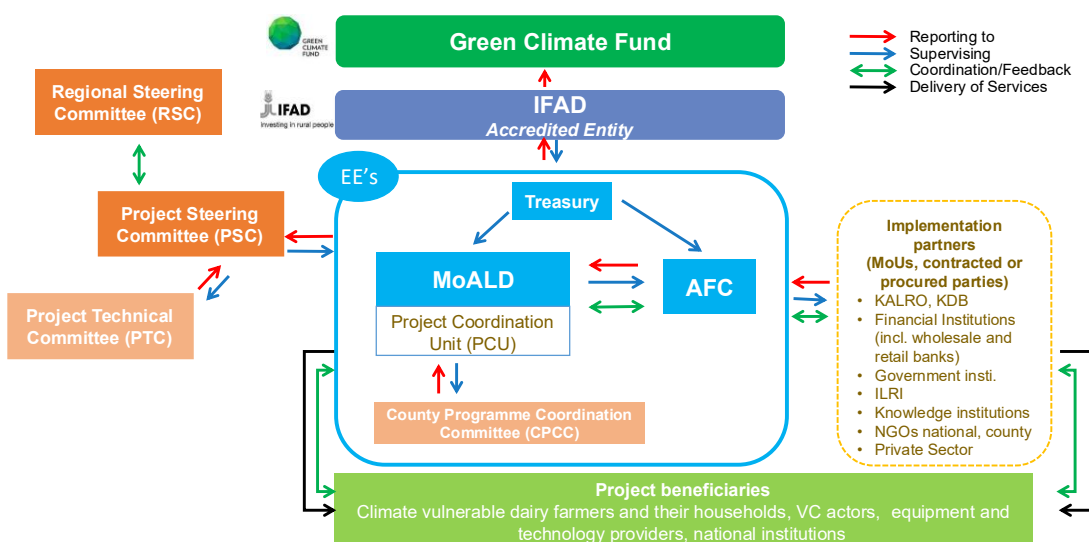 GREEN
CLIMATE
FUND
Green Climate Fund
Reporting to
Supervising
Coordination/Feedback
Delivery of Services
Regional Steering
Committee (RSC)
IFAD
Investing in rural people
IFAD
Accredited Entity
EE's
Treasury
Project Steering
Committee (PSC)
MoALD
Project Coordination
Unit (PCU)
AFC
Project Technical
Committee (PTC)
County Programme Coordination
Committee (CPCC)
Implementation
partners
(MoUs, contracted or
procured parties)
• KALRO, KDB
• Financial Institutions
(incl. wholesale and
retail banks)
• Government insti.
• ILRI
• Knowledge institutions
• NGOs national, county
• Private Sector
Project beneficiaries
Climate vulnerable dairy farmers and their households, VC actors, equipment and
technology providers, national institutions